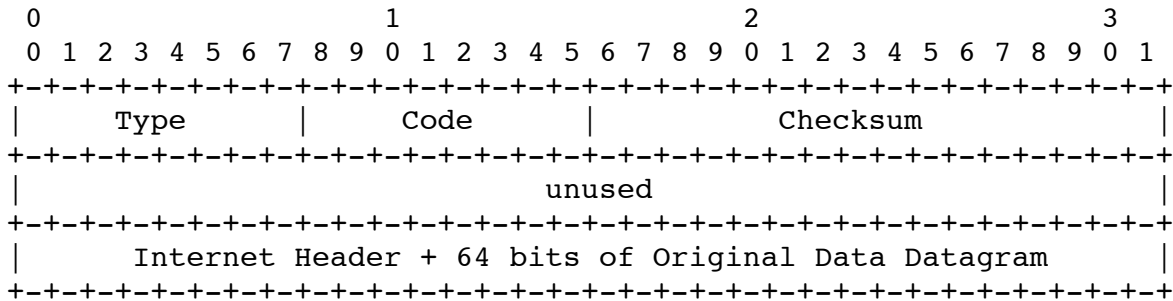 0                   1                   2                   3
 0 1 2 3 4 5 6 7 8 9 0 1 2 3 4 5 6 7 8 9 0 1 2 3 4 5 6 7 8 9 0 1
+-+-+-+-+-+-+-+-+-+-+-+-+-+-+-+-+-+-+-+-+-+-+-+-+-+-+-+-+-+-+-+-+
|     Type      |     Code      |          Checksum             |
+-+-+-+-+-+-+-+-+-+-+-+-+-+-+-+-+-+-+-+-+-+-+-+-+-+-+-+-+-+-+-+-+
|                             unused                            |
+-+-+-+-+-+-+-+-+-+-+-+-+-+-+-+-+-+-+-+-+-+-+-+-+-+-+-+-+-+-+-+-+
|      Internet Header + 64 bits of Original Data Datagram      |
+-+-+-+-+-+-+-+-+-+-+-+-+-+-+-+-+-+-+-+-+-+-+-+-+-+-+-+-+-+-+-+-+